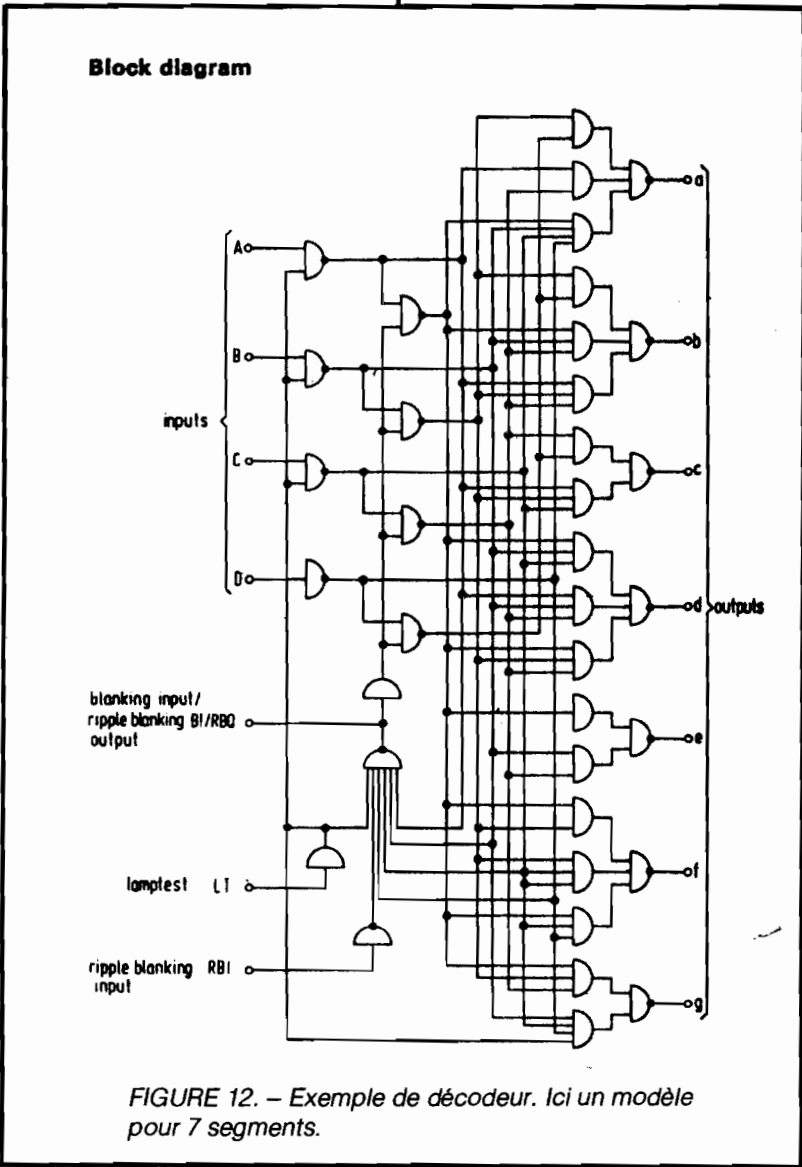 Block diagram
a
A
b
B
inputs
c
C
D
d
outputs
blanking input/
ripple blanking BI/RBO
output
e
lamptest LT
f
ripple blanking RBI
input
g
FIGURE 12. – Exemple de décodeur. Ici un modèle
pour 7 segments.